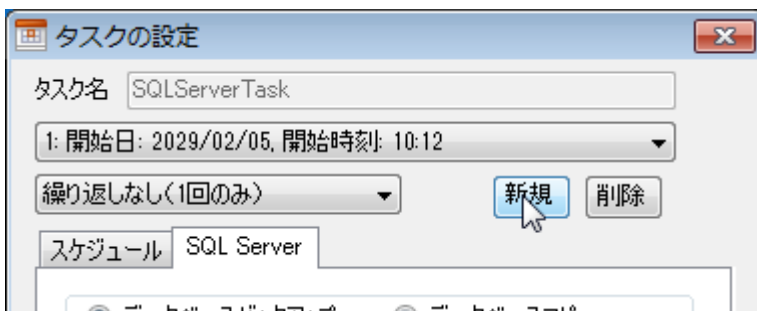 タスクの設定
タスク名 SQLServerTask
1: 開始日: 2029/02/05, 開始時刻: 10:12
繰り返しなし(1回のみ) 新規 削除
スケジュール SQL Server